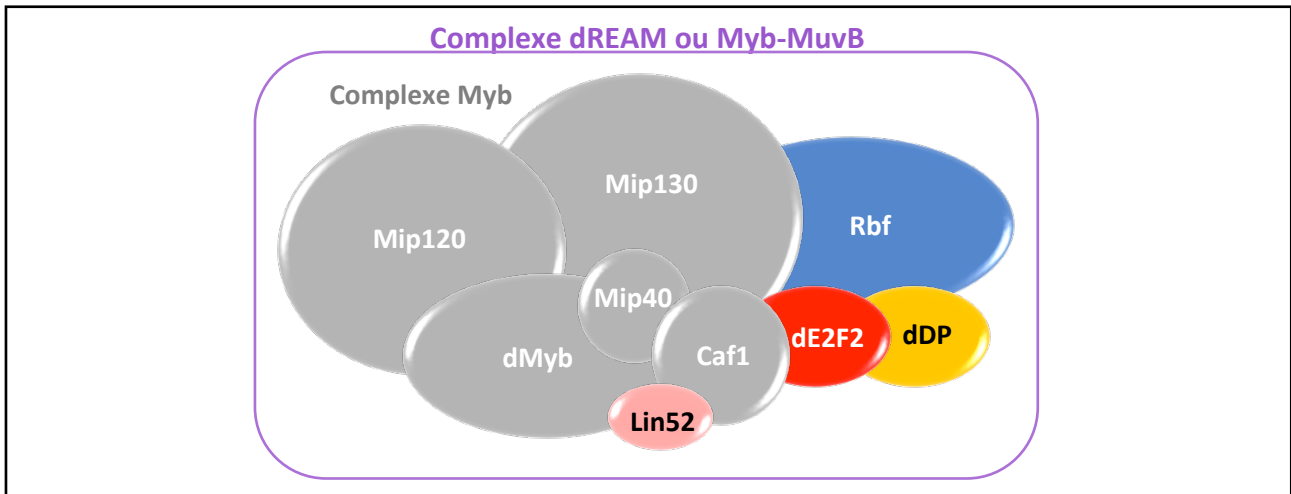 Complexe dREAM ou Myb-MuvB
Complexe Myb
Mip130
Rbf
Mip120
Mip40
dE2F2
dDP
dMyb
Caf1
Lin52